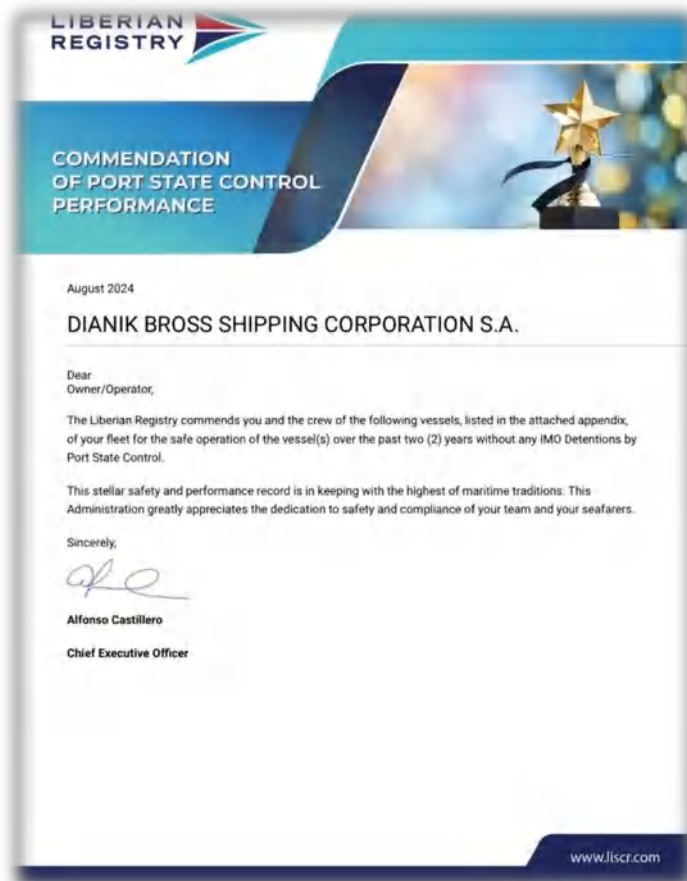 LIBERIAN
REGISTRY
COMMENDATION
OF PORT STATE CONTROL
PERFORMANCE
August 2024
DIANIK BROSS SHIPPING CORPORATION S.A.
Dear
Owner/Operator,
The Liberian Registry commends you and the crew of the following vessels, listed in the attached appendix,
of your fleet for the safe operation of the vessel(s) over the past two (2) years without any IMO Detentions by
Port State Control.
This stellar safety and performance record is in keeping with the highest of maritime traditions. This
Administration greatly appreciates the dedication to safety and compliance of your team and your seafarers.
Sincerely,
Alfonso Castillero
Chief Executive Officer
www.liscr.com